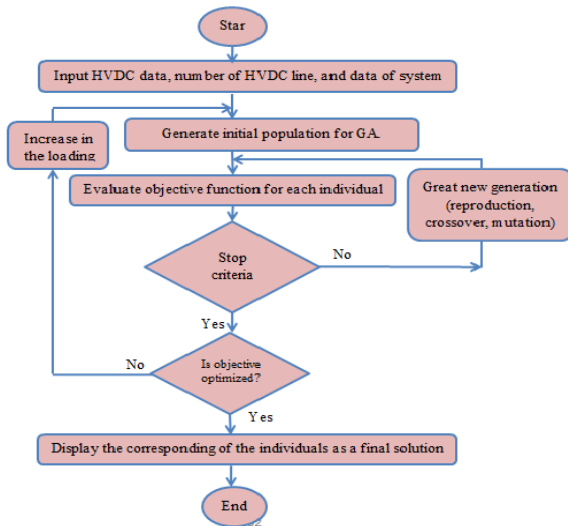 Star
Input HVDC data, number of HVDC line, and data of system
Increase in
the loading
Generate initial population for GA.
Evaluate objective function for each individual
Great new generation
(reproduction,
crossover, mutation)
Stop
criteria
No
Yes
No
Is objective
optimized?
Yes
Display the corresponding of the individuals as a final solution
End